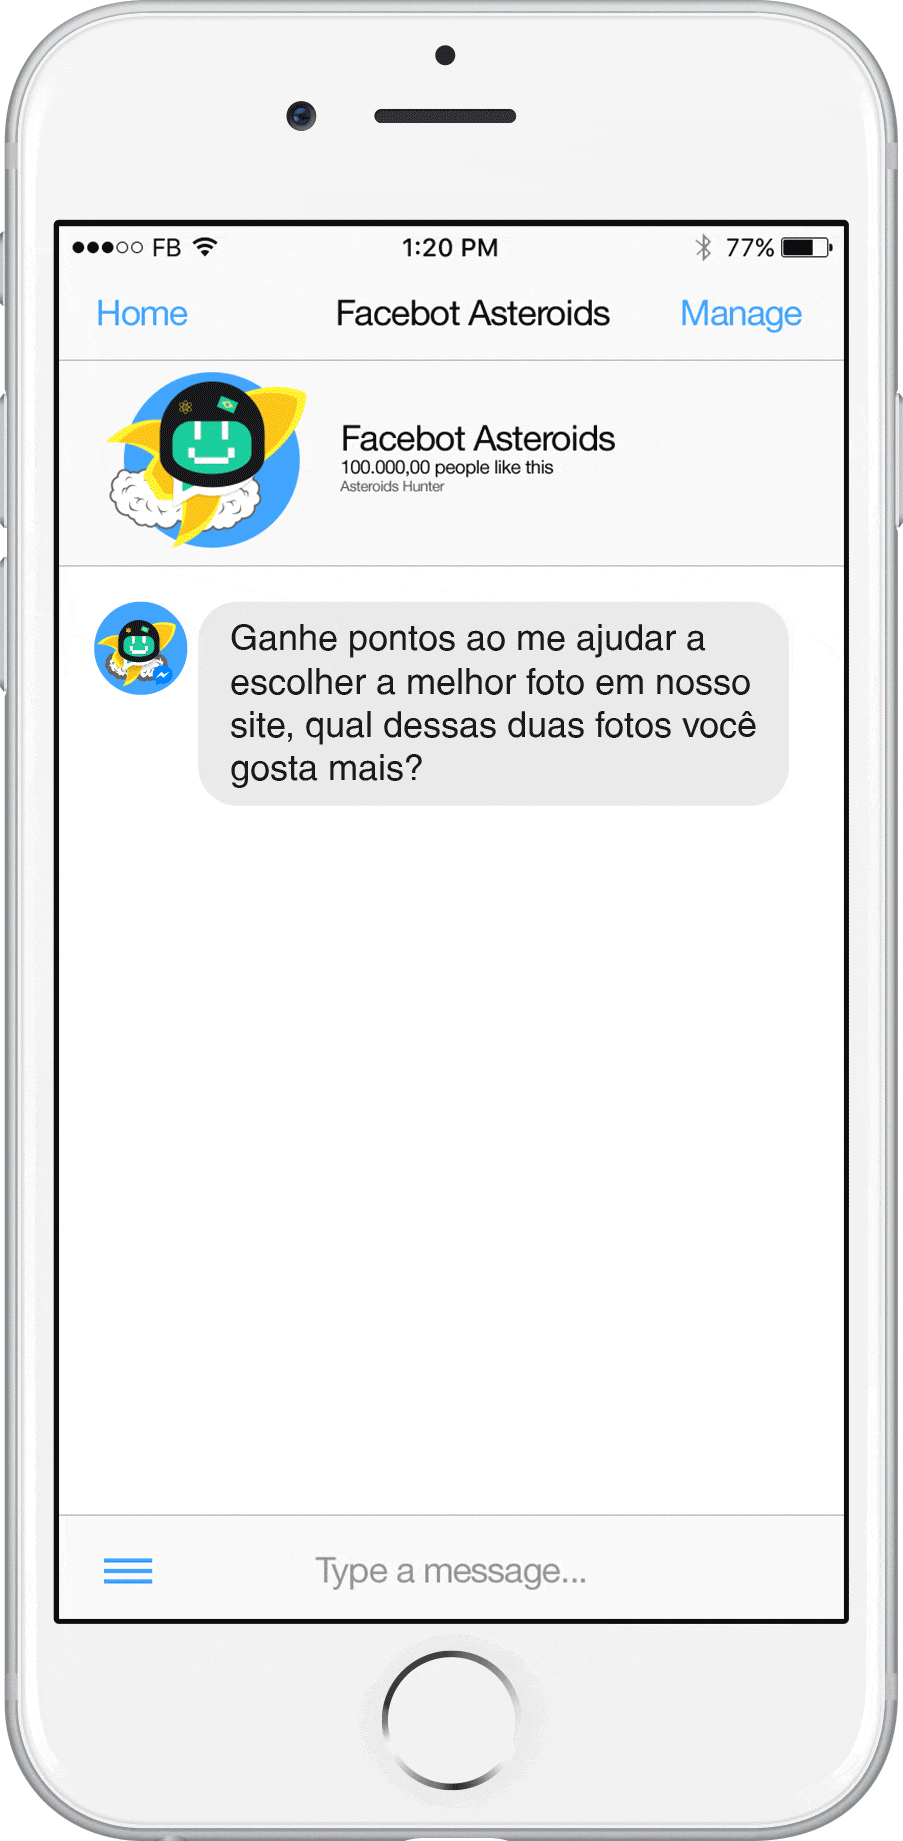 FB 1:20 PM 77%
Home Facebot Asteroids Manage
Facebot Asteroids
100.000,00 people like this
Asteroids Hunter
Ganhe pontos ao me ajudar a
escolher a melhor foto em nosso
site, qual dessas duas fotos você
gosta mais?
Type a message...